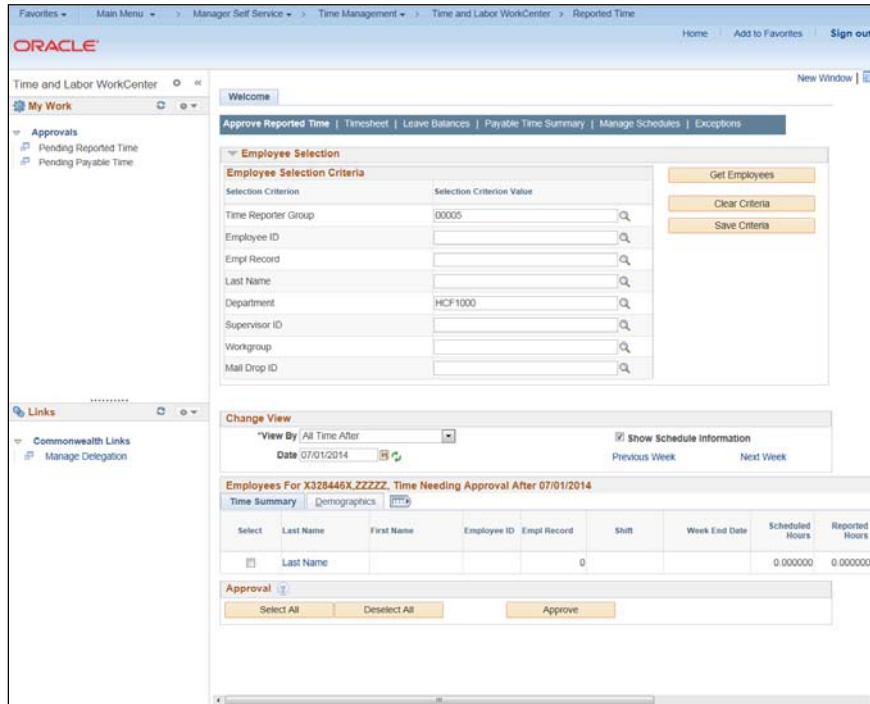 Favorites Main Menu > Manager Self Service > Time Management > Time and Labor WorkCenter > Reported Time
Home Add to Favorites Sign out
ORACLE
New Window
Time and Labor WorkCenter
My Work
Approvals
Pending Reported Time
Pending Payable Time
Links
Commonwealth Links
Manage Delegation
Welcome
Approve Reported Time | Timesheet | Leave Balances | Payable Time Summary | Manage Schedules | Exceptions
Employee Selection
Employee Selection Criteria
Selection Criterion Selection Criterion Value
Time Reporter Group 00005
Employee ID
Empl Record
Last Name
Department HCF1000
Supervisor ID
Workgroup
Mail Drop ID
Get Employees
Clear Criteria
Save Criteria
Change View
*View By All Time After
Show Schedule Information
Date 07/01/2014
Previous Week Next Week
Employees For X328446X,ZZZZZ, Time Needing Approval After 07/01/2014
Time Summary Demographics
Select Last Name First Name Employee ID Empl Record Shift Week End Date Scheduled Hours Reported Hours
Last Name 0 0.000000 0.000000
Approval
Select All Deselect All Approve